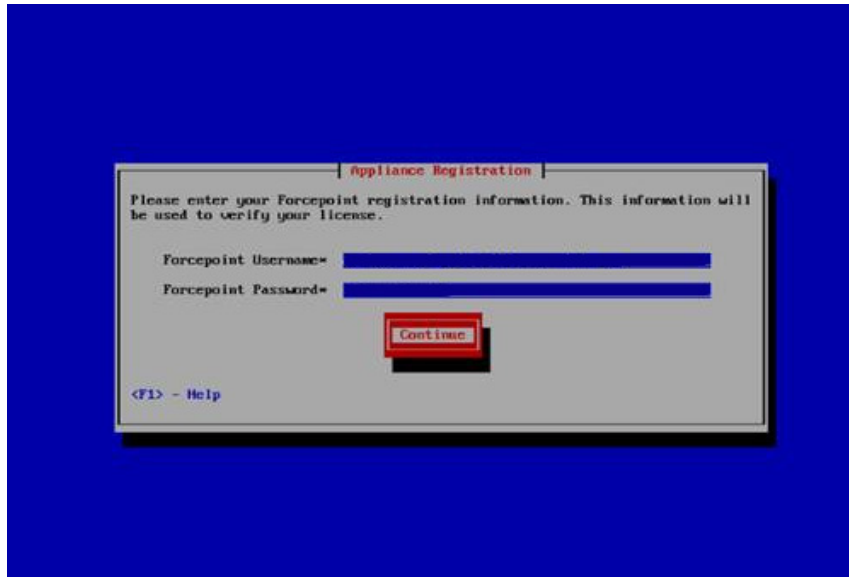 Appliance Registration
Please enter your Forcepoint registration information. This information will
be used to verify your license.
Forcepoint Username*
Forcepoint Password*
Continue
<F1> - Help